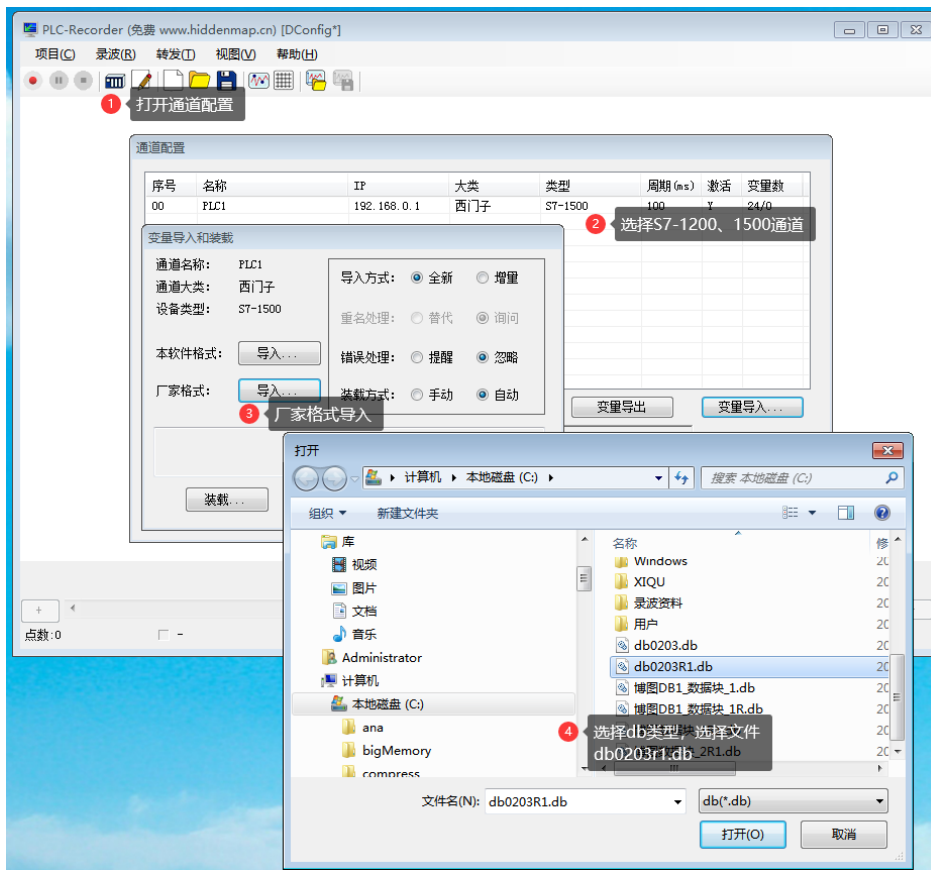 PLC-Recorder (免费 www.hiddenmap.cn) [DConfig*]
项目(C) 录波(R) 转发(T) 视图(V) 帮助(H)
1 打开通道配置
通道配置
序号 名称 IP 大类 类型 周期(ms) 激活 变量数
00 PLC1 192.168.0.1 西门子 S7-1500 100 Y 24/0
2 选择S7-1200、1500通道
变量导入和装载
通道名称: PLC1
通道大类: 西门子
设备类型: S7-1500
导入方式: 全新 增量
重名处理: 替代 询问
本软件格式: 导入...
错误处理: 提醒 忽略
厂家格式: 导入...
装载方式: 手动 自动
3 厂家格式导入
变量导出 变量导入...
装载...
打开
计算机 本地磁盘 (C:)
搜索 本地磁盘 (C:)
组织 新建文件夹
库
视频
图片
文档
音乐
Administrator
计算机
本地磁盘 (C:)
ana
bigMemory
compress
名称 修
Windows 20
XIQU 20
录波资料 20
用户 20
db0203.db 20
db0203R1.db 20
博图DB1_数据块_1.db 20
博图DB1_数据块_1R.db 20
2R1.db 20
4 选择db类型，选择文件
db0203r1.db
文件名(N): db0203R1.db db(*.db)
打开(O) 取消
+
点数:0 -